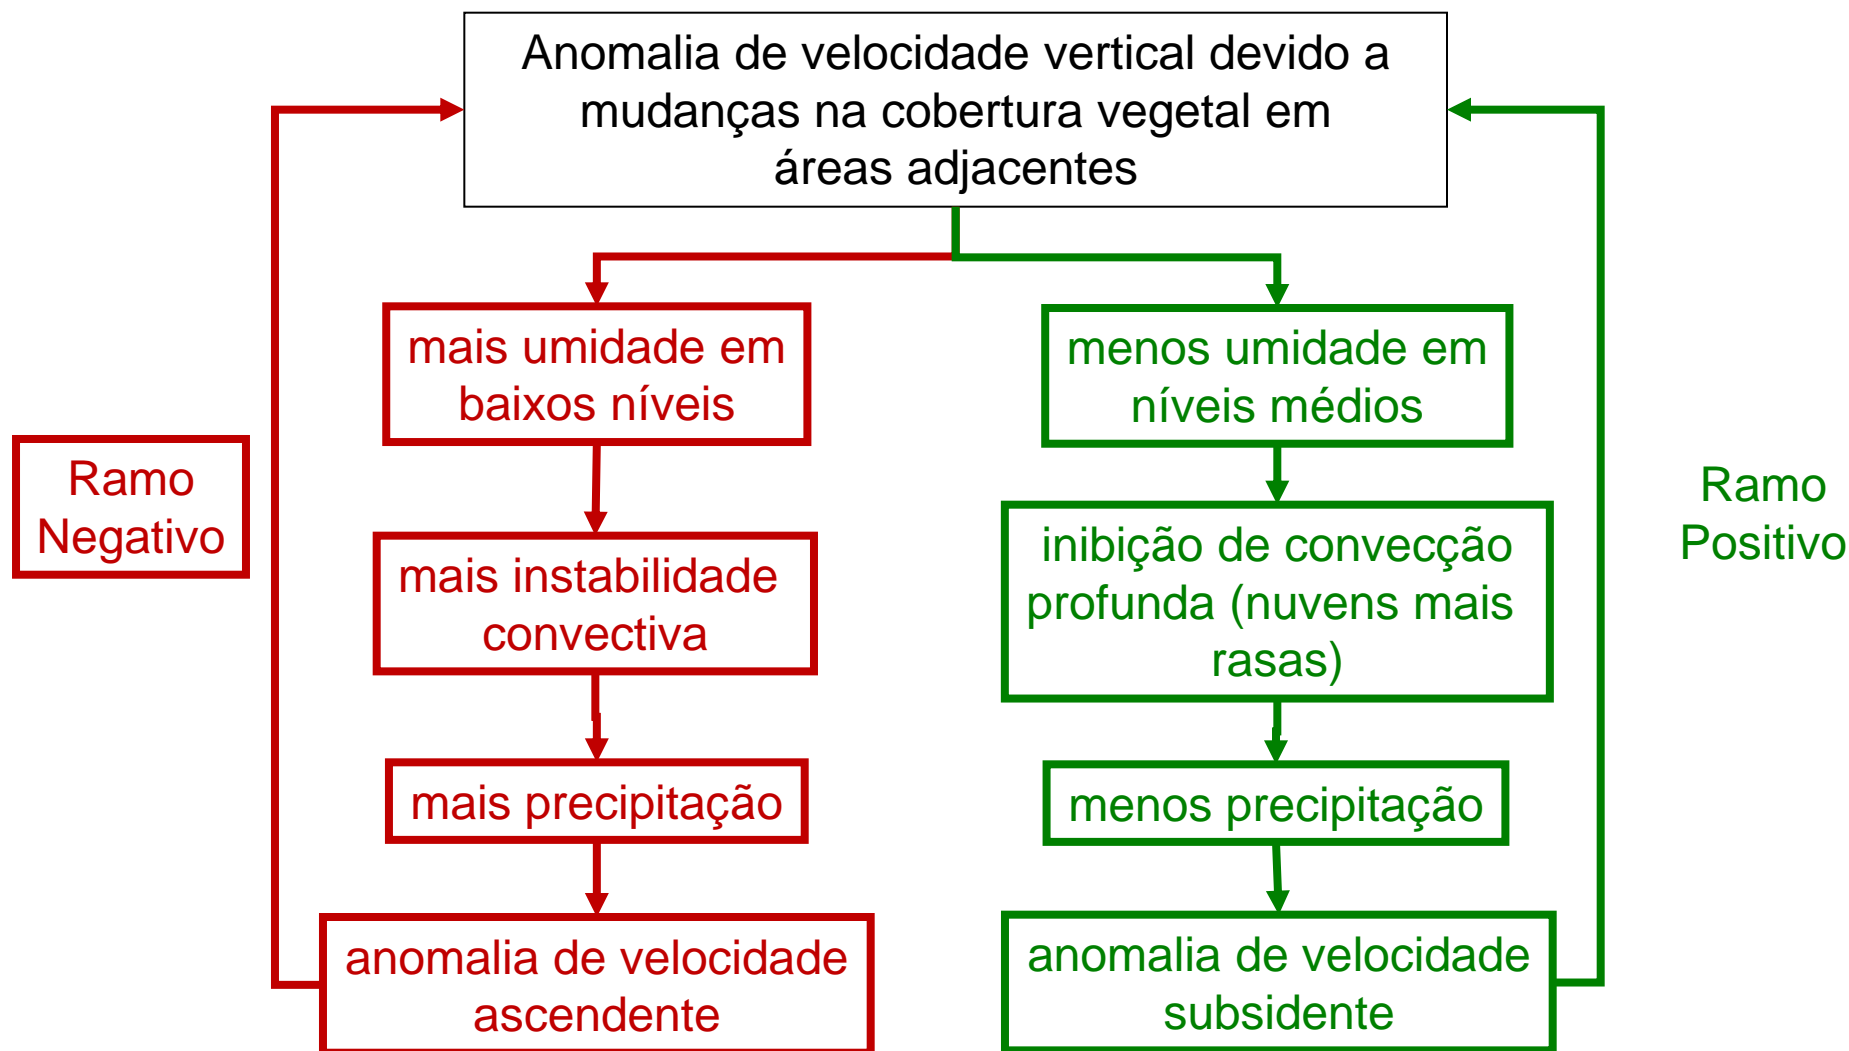 Anomalia de velocidade vertical devido a
mudanças na cobertura vegetal em
áreas adjacentes
mais umidade em
baixos níveis
menos umidade em
níveis médios
Ramo
Negativo
Ramo
Positivo
mais instabilidade
convectiva
inibição de convecção
profunda (nuvens mais
rasas)
mais precipitação
menos precipitação
anomalia de velocidade
ascendente
anomalia de velocidade
subsidente